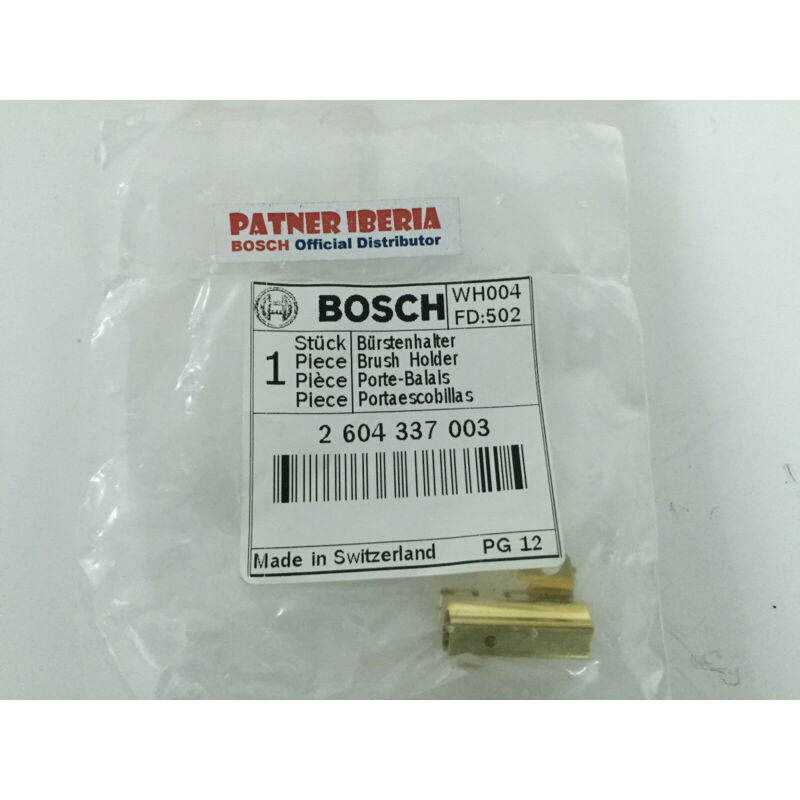 PATNER IBERIA
BOSCH Official Distributor
BOSCH
WH004
FD:502
1
Stück Bürstenhalter
Piece Brush Holder
Pièce Porte-Balais
Piece Portaescobillas
2 604 337 003
Made in Switzerland PG 12